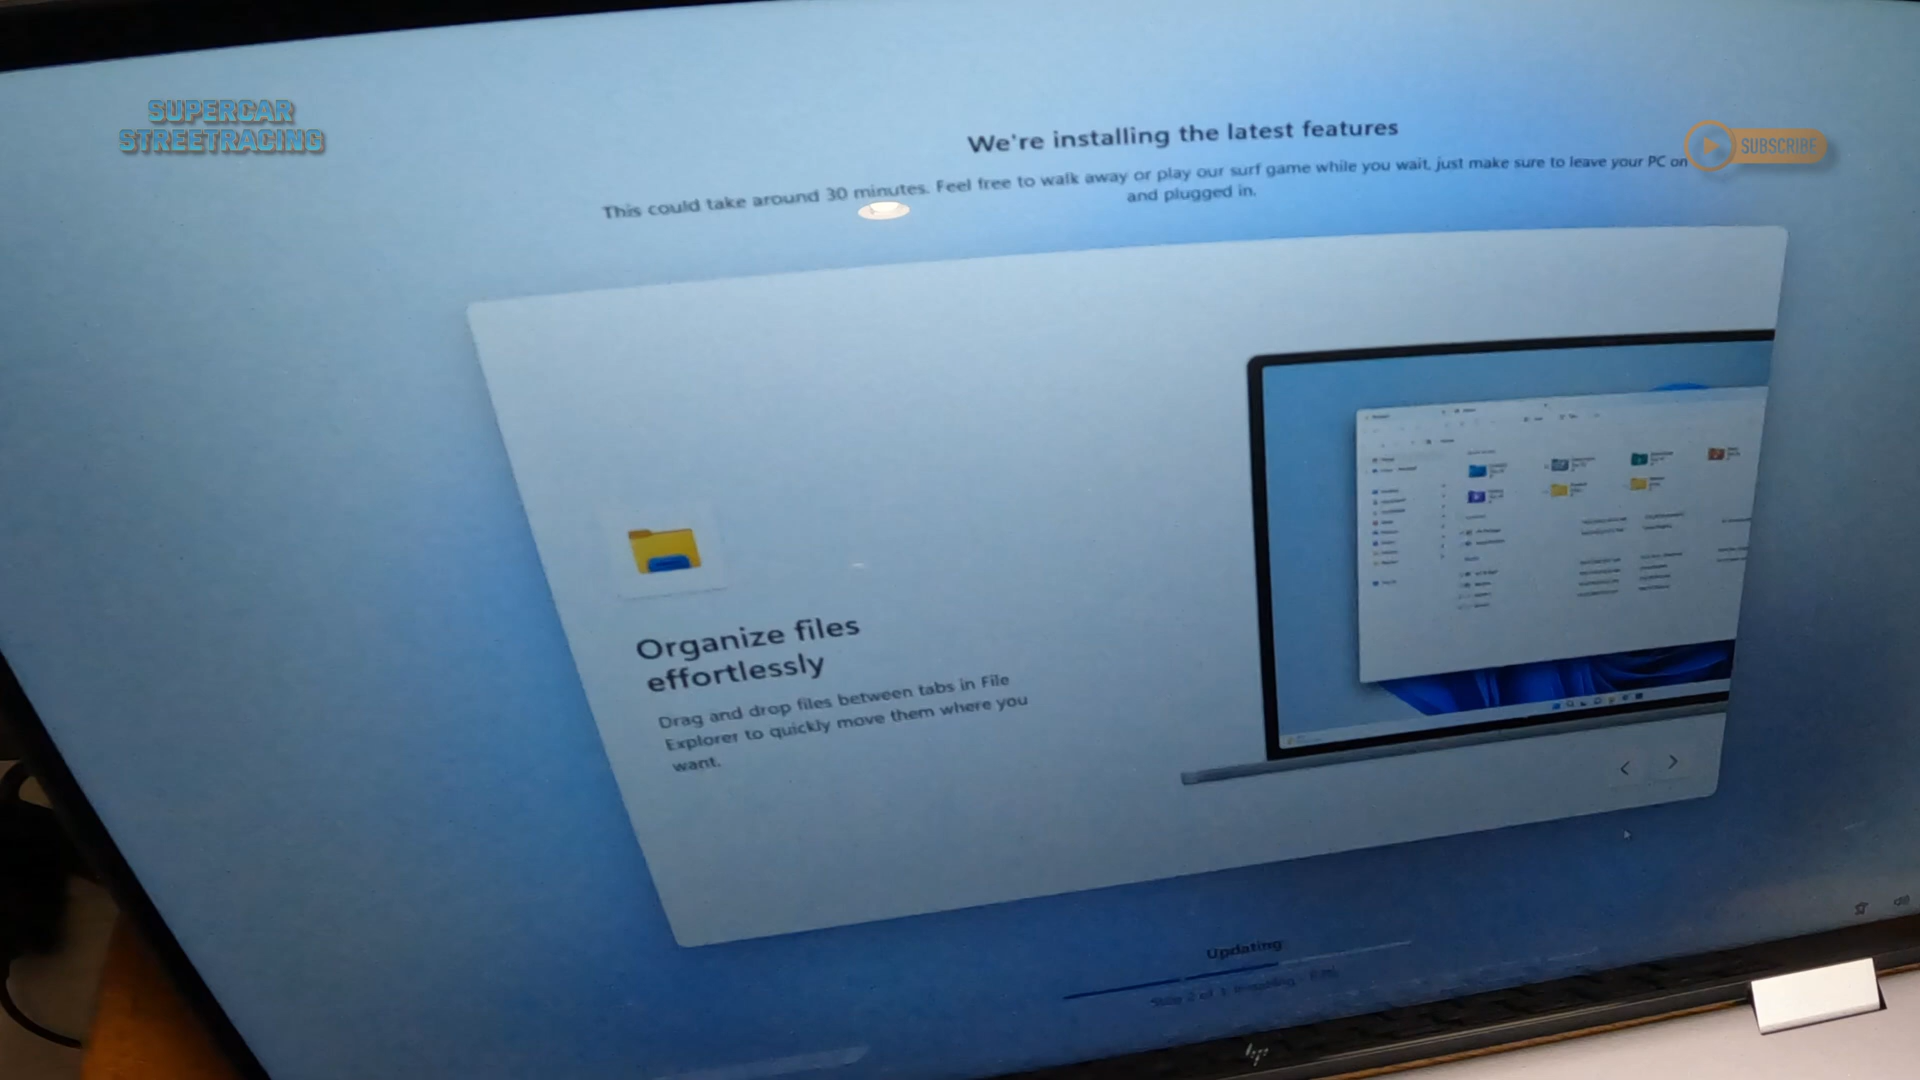 SUPERCAR
STREETRACING
SUBSCRIBE
We're installing the latest features
This could take around 30 minutes. Feel free to walk away or play our surf game while you wait, just make sure to leave your PC on
and plugged in.
Organize files
effortlessly
Drag and drop files between tabs in File
Explorer to quickly move them where you
want.
Updating
hp